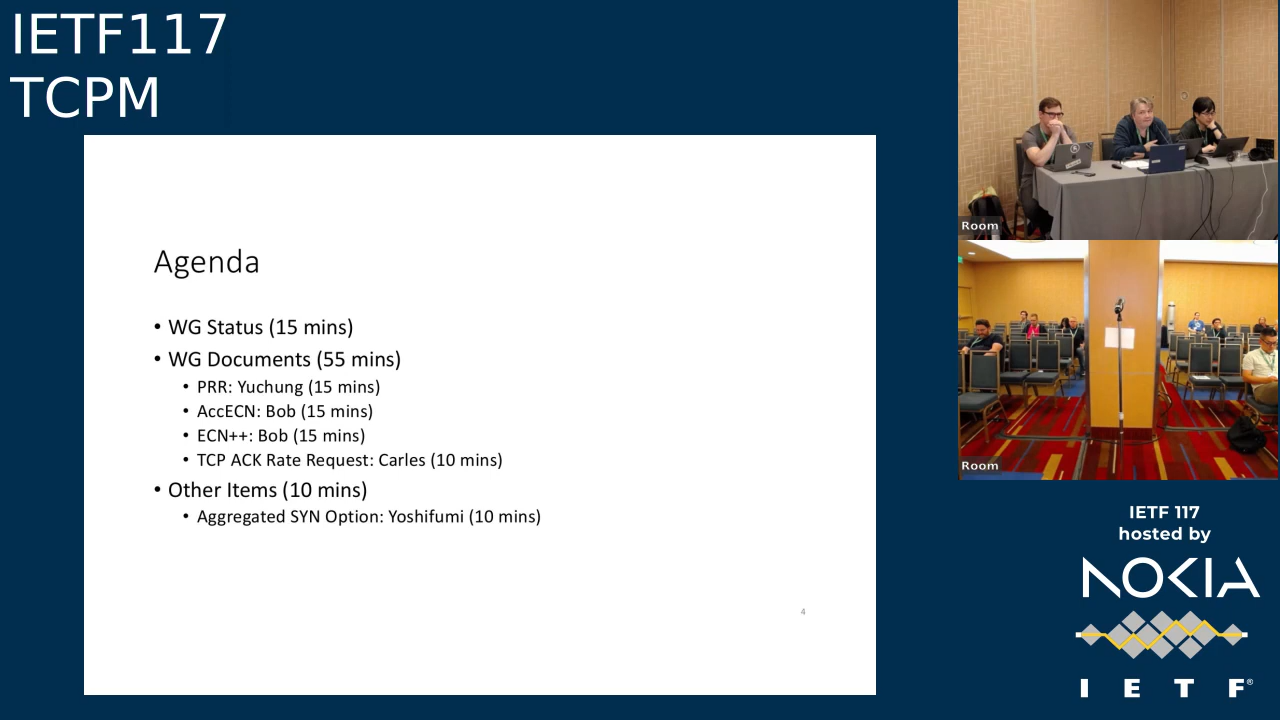 IETF117
TCPM
Agenda
• WG Status (15 mins)
• WG Documents (55 mins)
• PRR: Yuchung (15 mins)
• AccECN: Bob (15 mins)
• ECN++: Bob (15 mins)
• TCP ACK Rate Request: Carles (10 mins)
• Other Items (10 mins)
• Aggregated SYN Option: Yoshifumi (10 mins)
4
Room
Room
IETF 117
hosted by
NOKIA
I E T F®